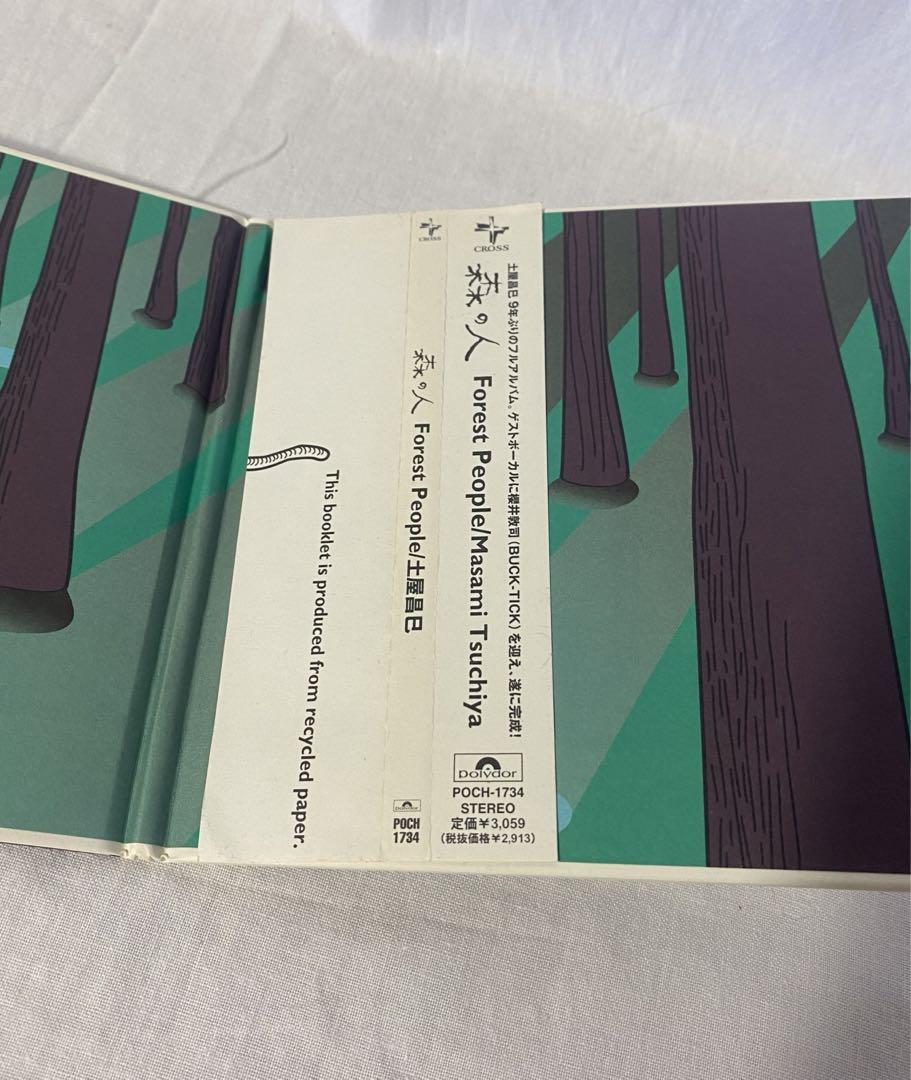 CROSS
土屋昌巳 9年ぶりのフルアルバム。ゲストボーカルに櫻井敦司(BUCK-TICK)を迎え、遂に完成!
森の人 Forest People/Masami Tsuchiya
Polydor
POCH-1734
STEREO
定価¥3,059
(税抜価格¥2,913)
CROSS
森の人 Forest People/土屋昌巳
Polydor
POCH
1734
This booklet is produced from recycled paper.